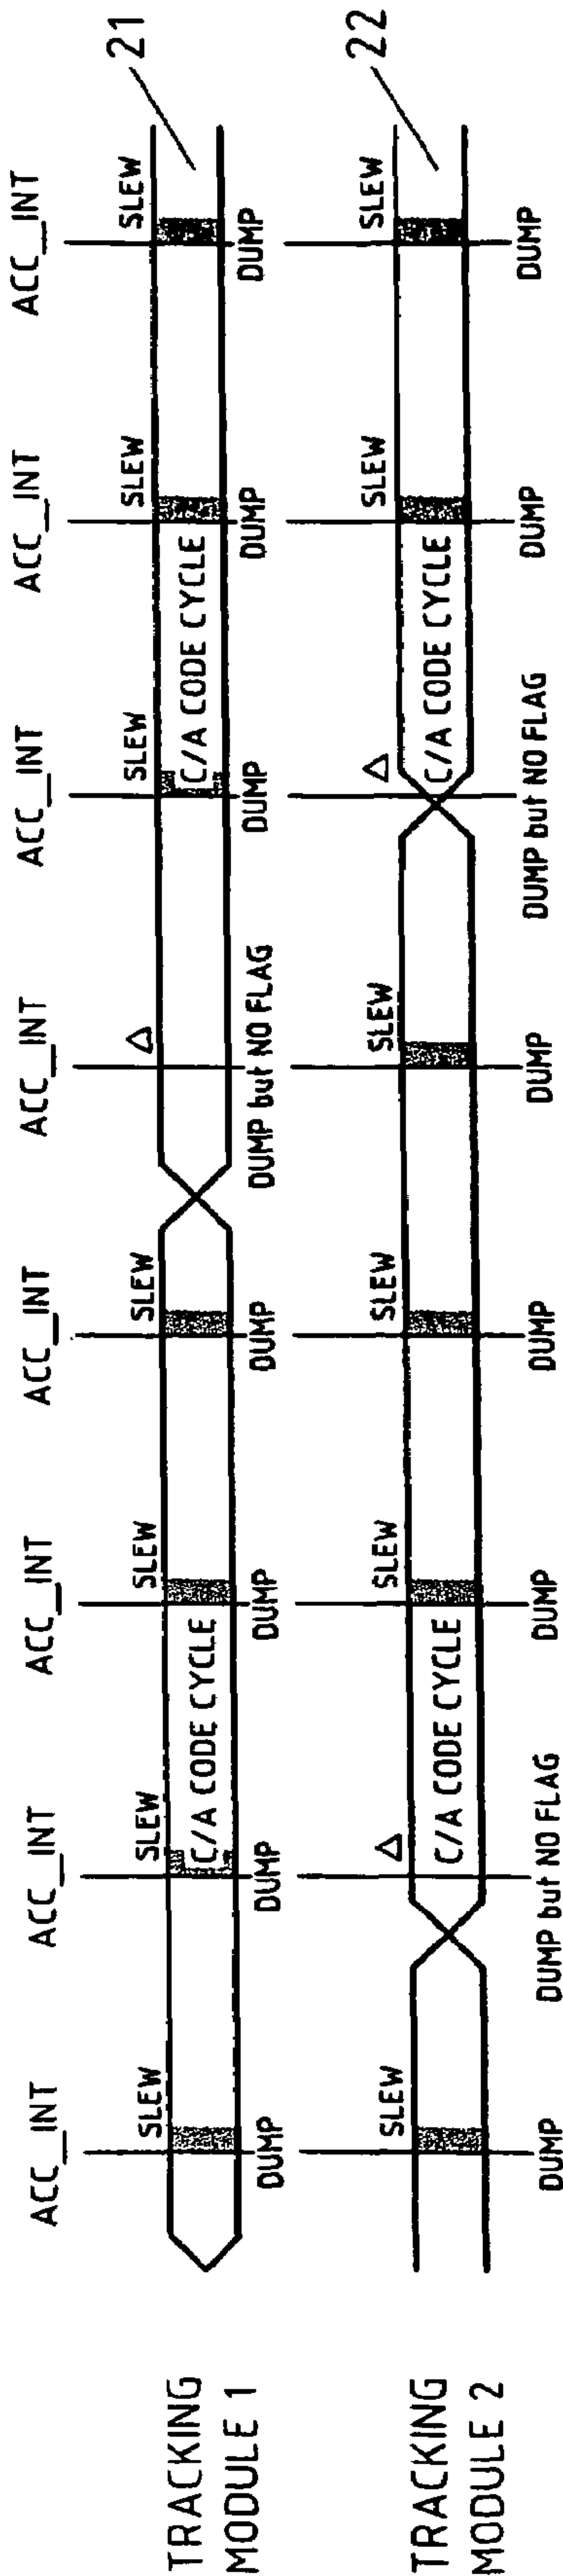 ACC_INT ACC_INT ACC_INT ACC_INT ACC_INT ACC_INT ACC_INT ACC_INT
SLEW SLEW SLEW SLEW Δ SLEW SLEW SLEW 21
TRACKING
MODULE 1
C/A CODE CYCLE C/A CODE CYCLE
DUMP DUMP DUMP DUMP DUMP but NO FLAG DUMP DUMP DUMP
SLEW Δ SLEW SLEW SLEW Δ SLEW SLEW 22
TRACKING
MODULE 2
C/A CODE CYCLE C/A CODE CYCLE
DUMP DUMP but NO FLAG DUMP DUMP DUMP DUMP but NO FLAG DUMP DUMP